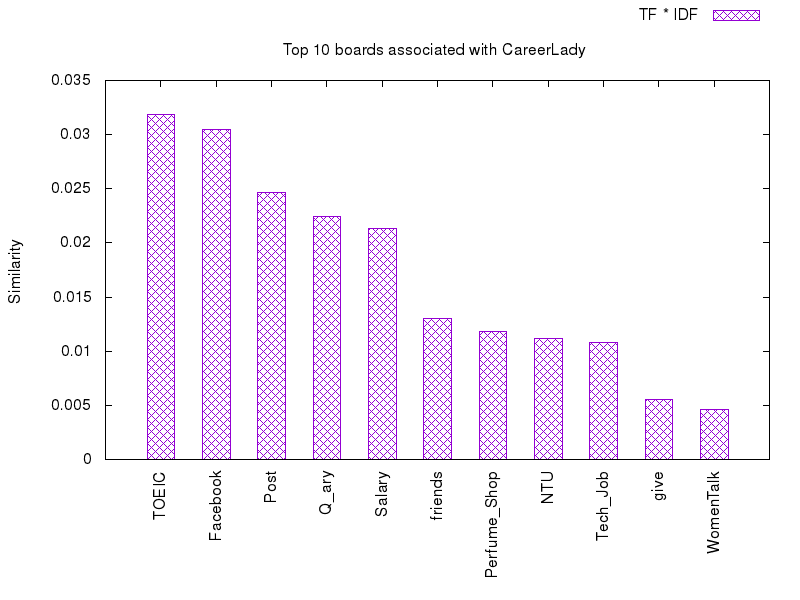 TF * IDF
Top 10 boards associated with CareerLady
0.035
0.03
0.025
0.02
0.015
0.01
0.005
0
Similarity
TOEIC
Facebook
Post
Q_ary
Salary
friends
Perfume_Shop
NTU
Tech_Job
give
WomenTalk